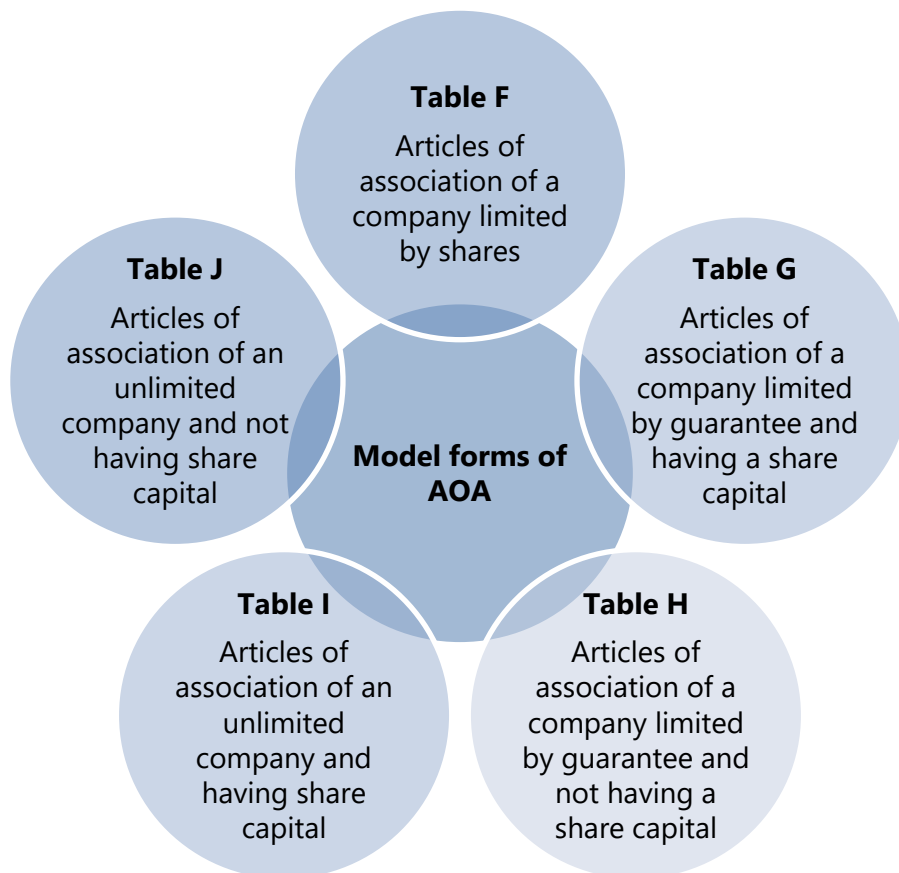 Table F
Articles of
association of a
company limited
by shares
Table J
Articles of
association of an
unlimited
company and not
having share
capital
Table G
Articles of
association of a
company limited
by guarantee and
having a share
capital
Model forms of
AOA
Table I
Articles of
association of an
unlimited
company and
having share
capital
Table H
Articles of
association of a
company limited
by guarantee and
not having a
share capital